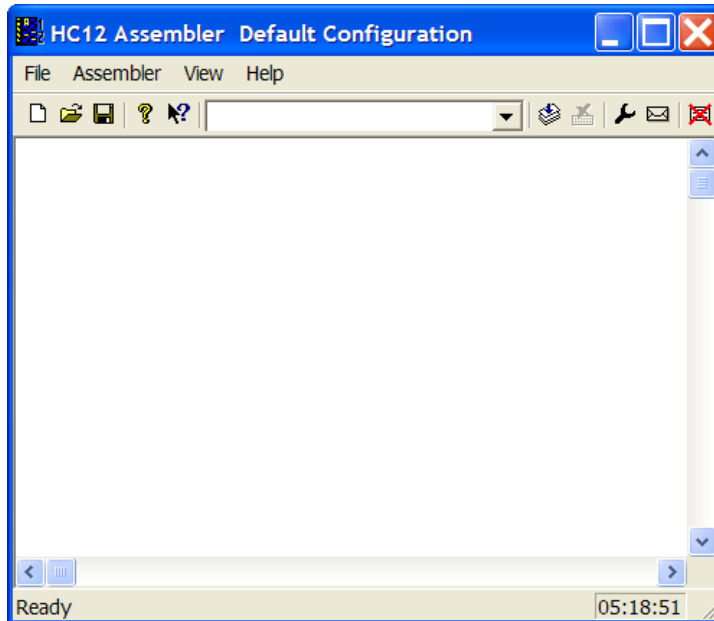 HC12 Assembler Default Configuration
File Assembler View Help
Ready 05:18:51